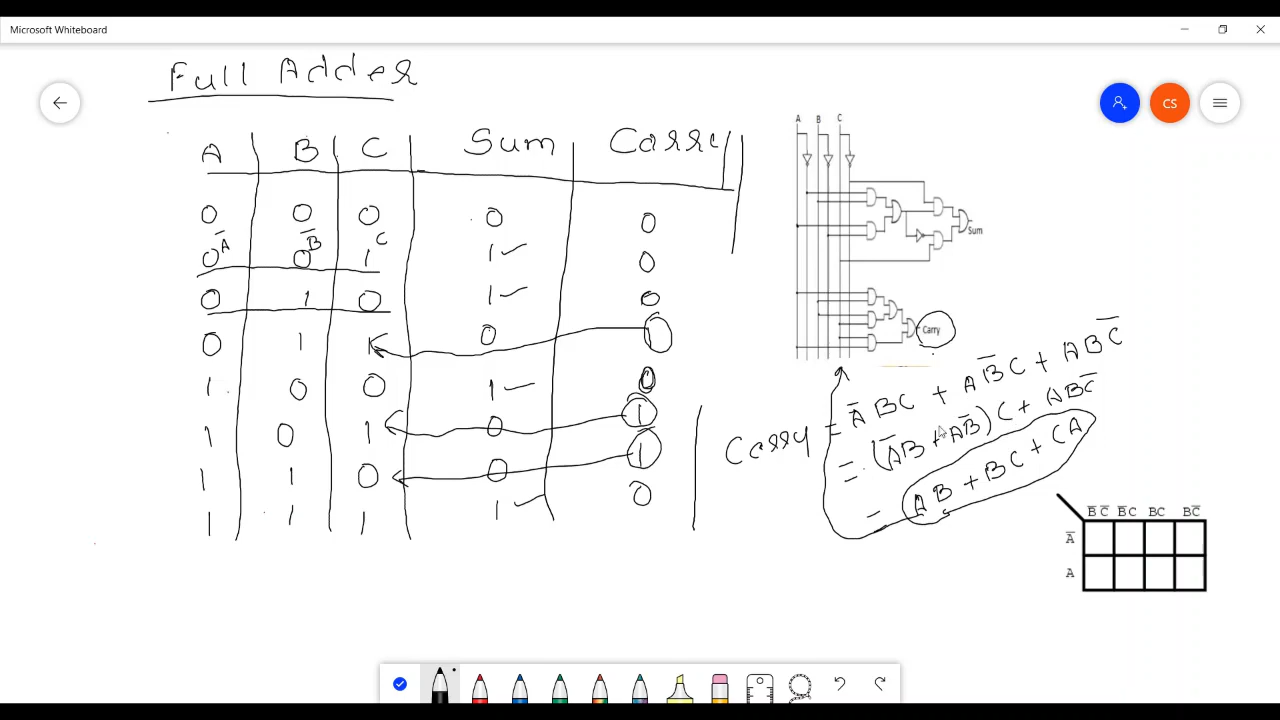 Microsoft Whiteboard
Full Adder
CS
A B C Sum Carry
0 0 0 0 0
A̅ B̅ C
0 0 1 1 ✓ 0
0 1 0 1 ✓ 0
0 1 1 0 1
1 0 0 1 ✓ 0
1 0 1 0 1
1 1 0 0 1
1 1 1 1 ✓ 0
A B C
Sum
Carry
Carry = A̅BC + AB̅C + ABC̅
= (A̅B + AB̅)C + ABC̅
= AB + BC + CA
B̅C̅ B̅C BC BC̅
A̅
A